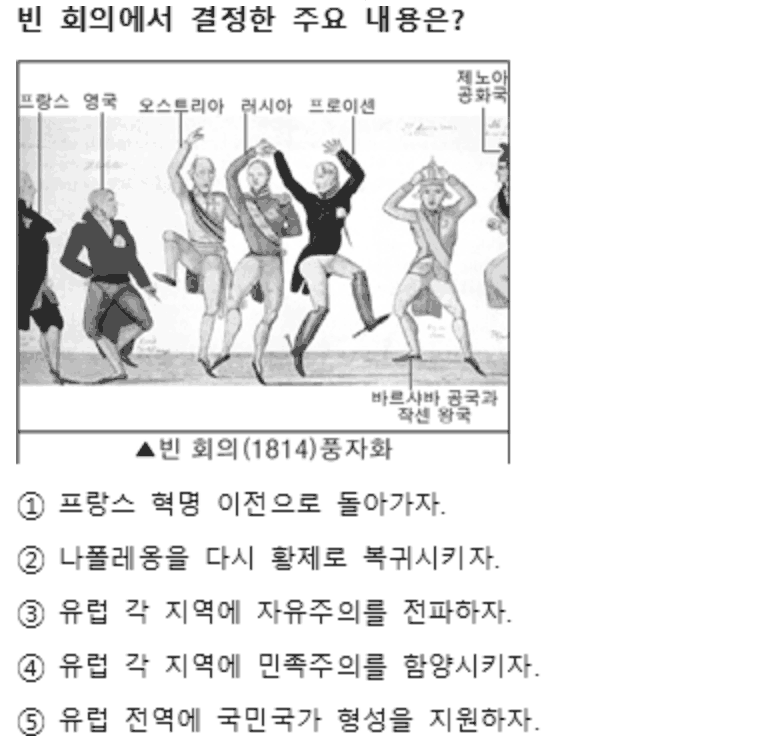 빈 회의에서 결정한 주요 내용은?
프랑스 영국 오스트리아 러시아 프로이센 제노아
공화국
바르샤바 공국과
작센 왕국
▲빈 회의(1814)풍자화
① 프랑스 혁명 이전으로 돌아가자.
② 나폴레옹을 다시 황제로 복귀시키자.
③ 유럽 각 지역에 자유주의를 전파하자.
④ 유럽 각 지역에 민족주의를 함양시키자.
⑤ 유럽 전역에 국민국가 형성을 지원하자.